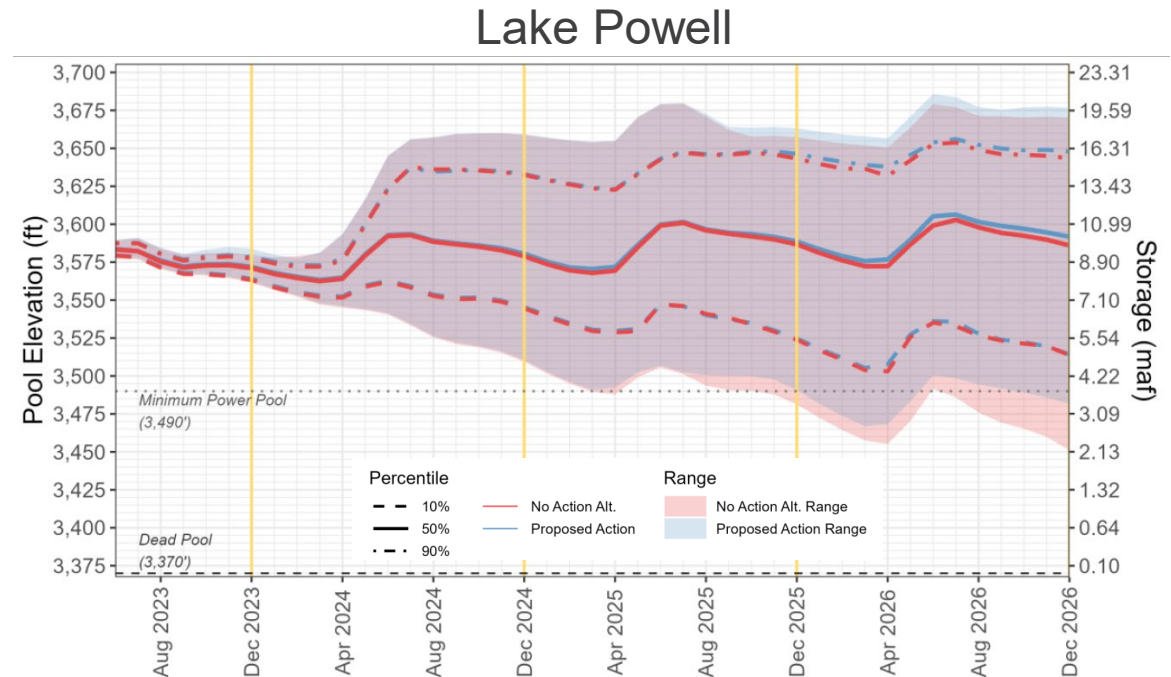 Lake Powell
Pool Elevation (ft)
3,700
3,675
3,650
3,625
3,600
3,575
3,550
3,525
3,500
3,475
3,450
3,425
3,400
3,375
23.31
19.59
16.31
13.43
10.99
8.90
7.10
5.54
4.22
3.09
2.13
1.32
0.64
0.10
Storage (maf)
Minimum Power Pool
(3,490')
Dead Pool
(3,370')
Percentile
10%
50%
90%
No Action Alt.
Proposed Action
Range
No Action Alt. Range
Proposed Action Range
Aug 2023
Dec 2023
Apr 2024
Aug 2024
Dec 2024
Apr 2025
Aug 2025
Dec 2025
Apr 2026
Aug 2026
Dec 2026